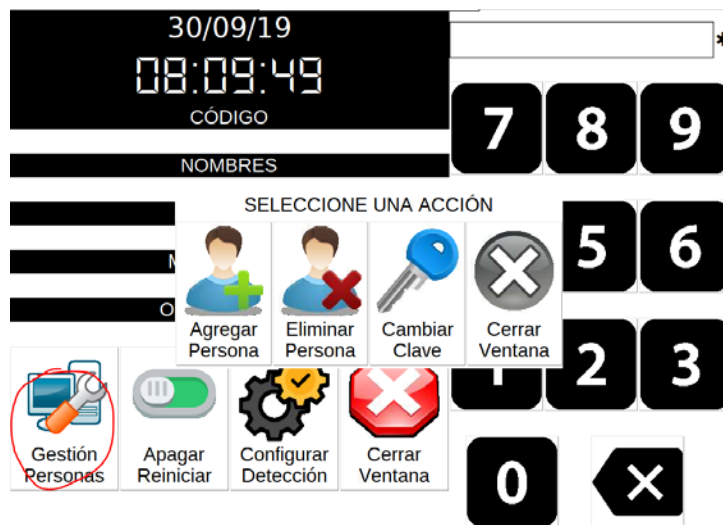 30/09/19
08:09:49
*
CÓDIGO
7 8 9
NOMBRES
SELECCIONE UNA ACCIÓN
5 6
Agregar Persona
Eliminar Persona
Cambiar Clave
Cerrar Ventana
1 2 3
Gestión Personas
Apagar Reiniciar
Configurar Detección
Cerrar Ventana
0